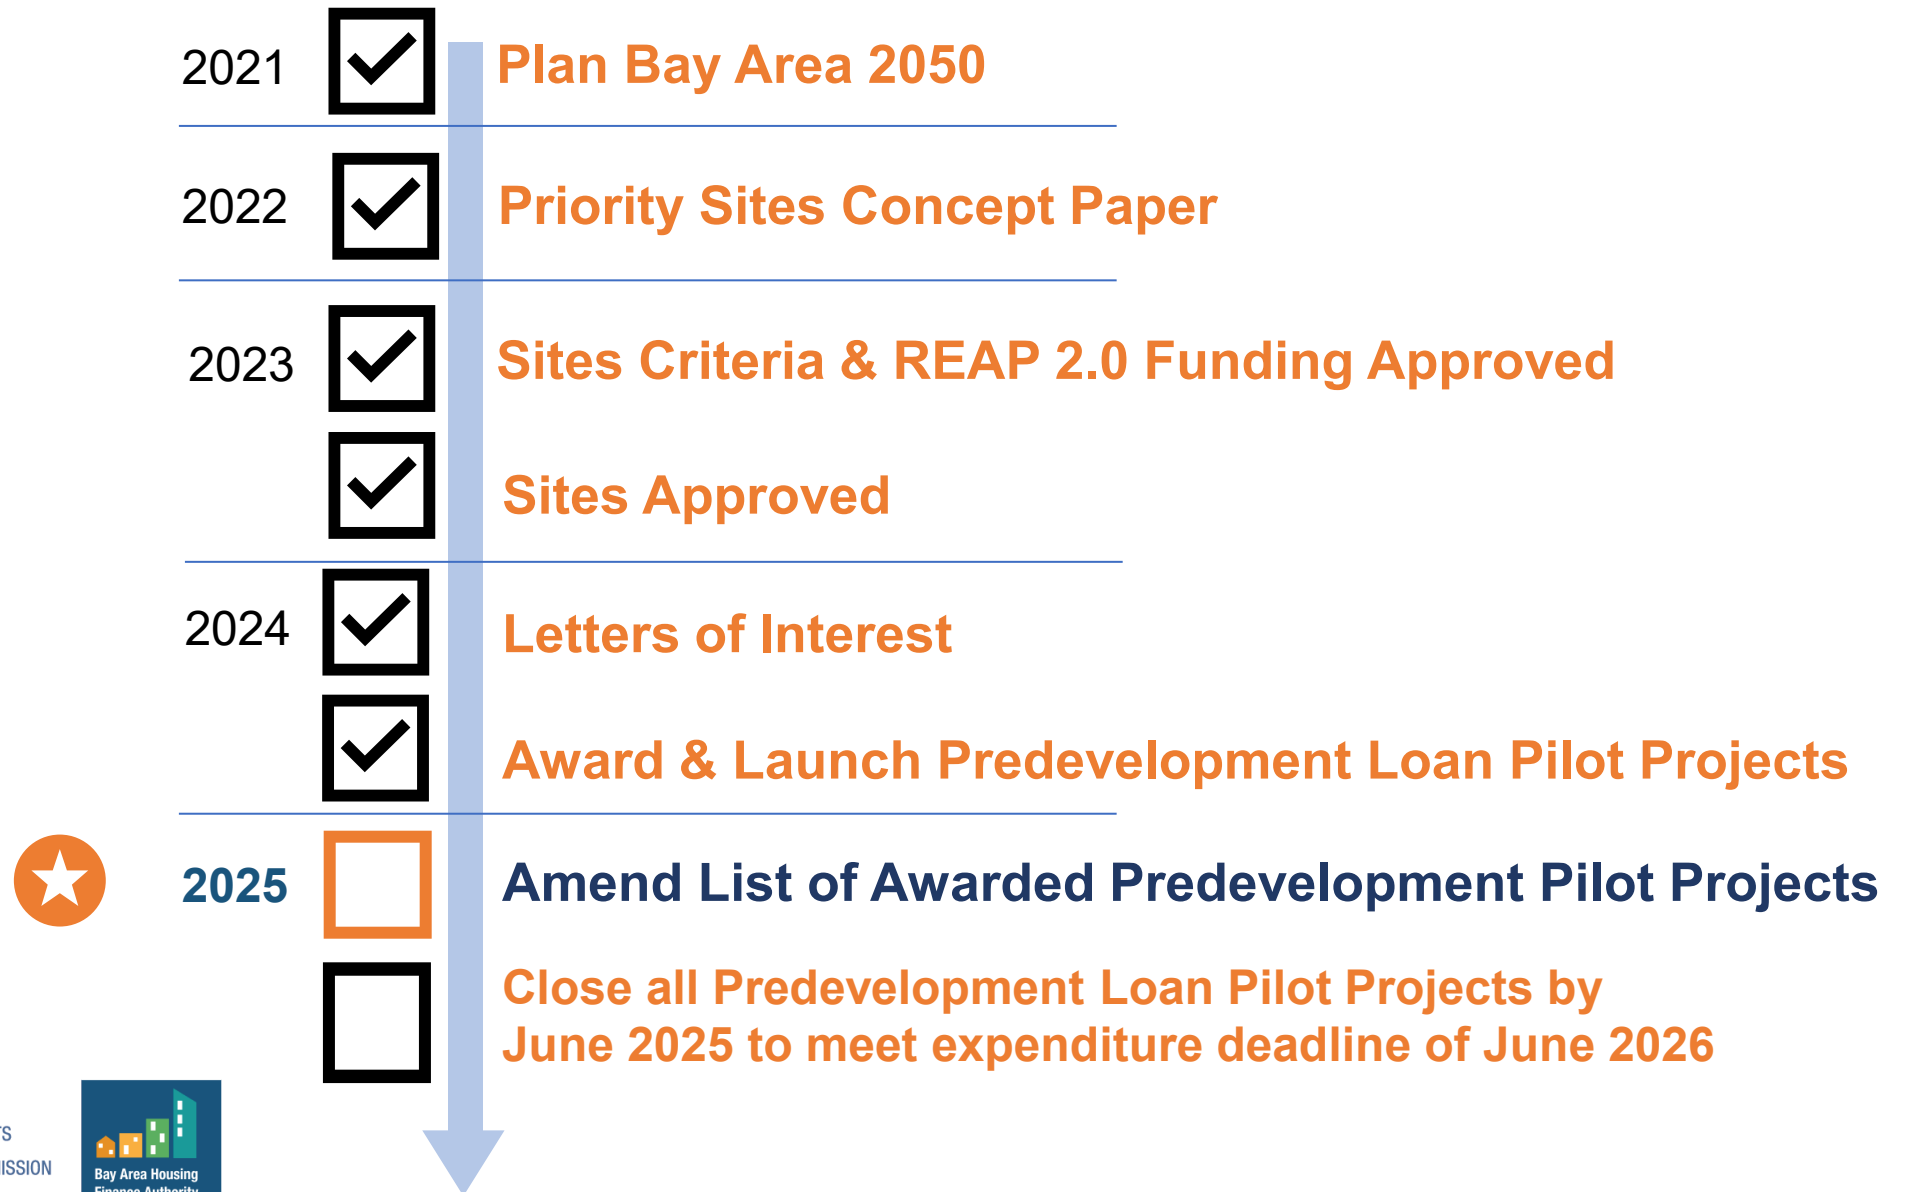 2021 Plan Bay Area 2050
2022 Priority Sites Concept Paper
2023 Sites Criteria & REAP 2.0 Funding Approved
Sites Approved
2024 Letters of Interest
Award & Launch Predevelopment Loan Pilot Projects
2025 Amend List of Awarded Predevelopment Pilot Projects
Close all Predevelopment Loan Pilot Projects by
June 2025 to meet expenditure deadline of June 2026
Bay Area Housing
Finance Authority